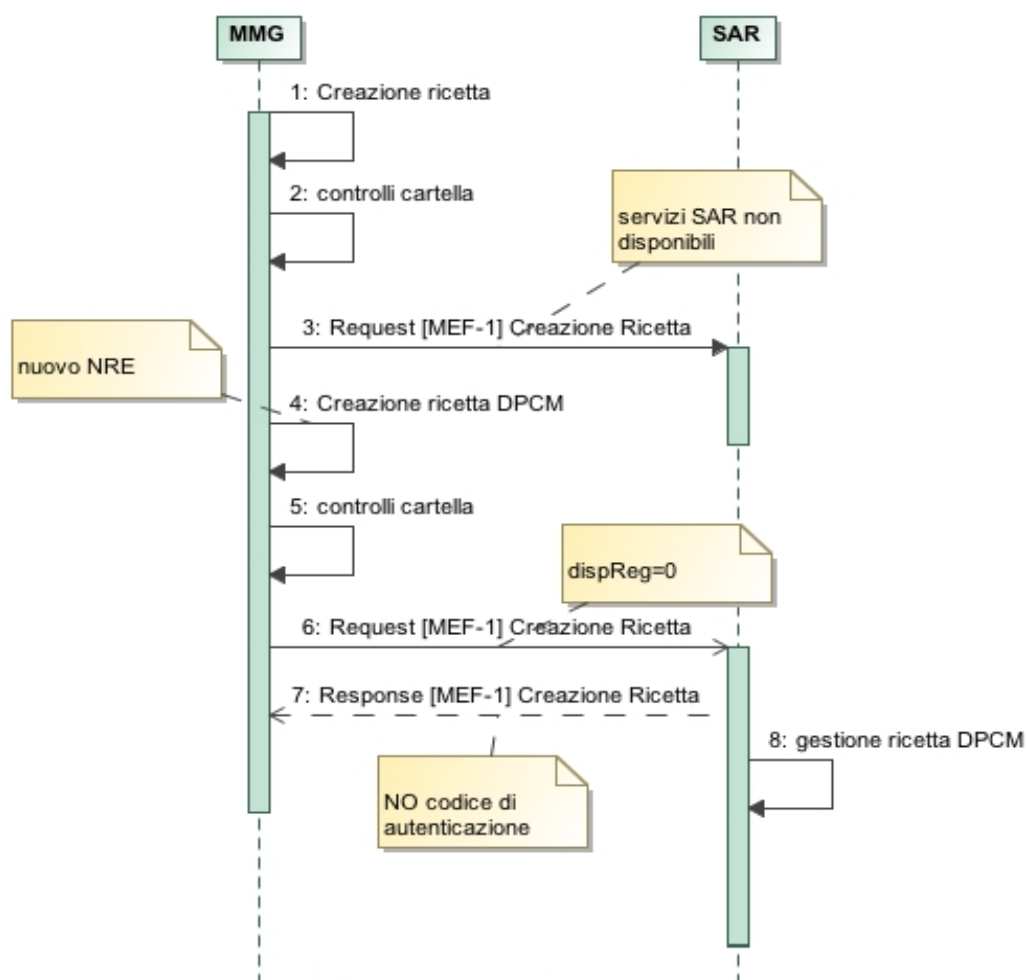 MMG
SAR
1: Creazione ricetta
2: controlli cartella
servizi SAR non
disponibili
3: Request [MEF-1] Creazione Ricetta
nuovo NRE
4: Creazione ricetta DPCM
5: controlli cartella
dispReg=0
6: Request [MEF-1] Creazione Ricetta
7: Response [MEF-1] Creazione Ricetta
8: gestione ricetta DPCM
NO codice di
autenticazione